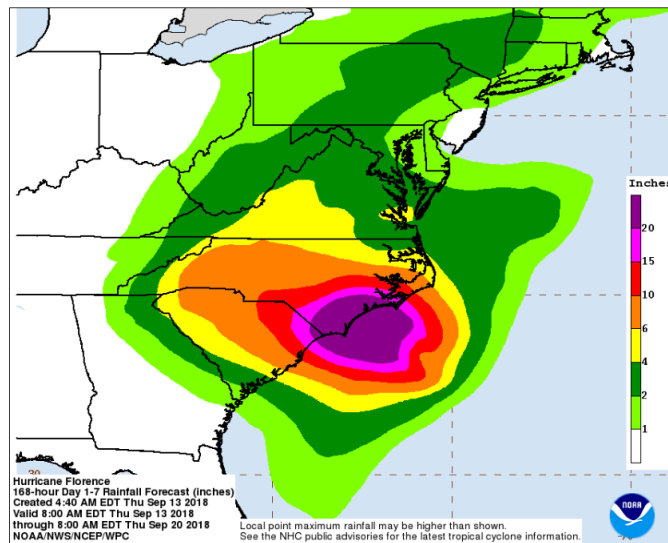 Inches
20
15
10
6
4
2
1
30
Hurricane Florence
168-hour Day 1-7 Rainfall Forecast (inches)
Created 4:40 AM EDT Thu Sep 13 2018
Valid 8:00 AM EDT Thu Sep 13 2018
through 8:00 AM EDT Thu Sep 20 2018
NOAA/NWS/NCEP/WPC
Local point maximum rainfall may be higher than shown.
See the NHC public advisories for the latest tropical cyclone information.
NOAA